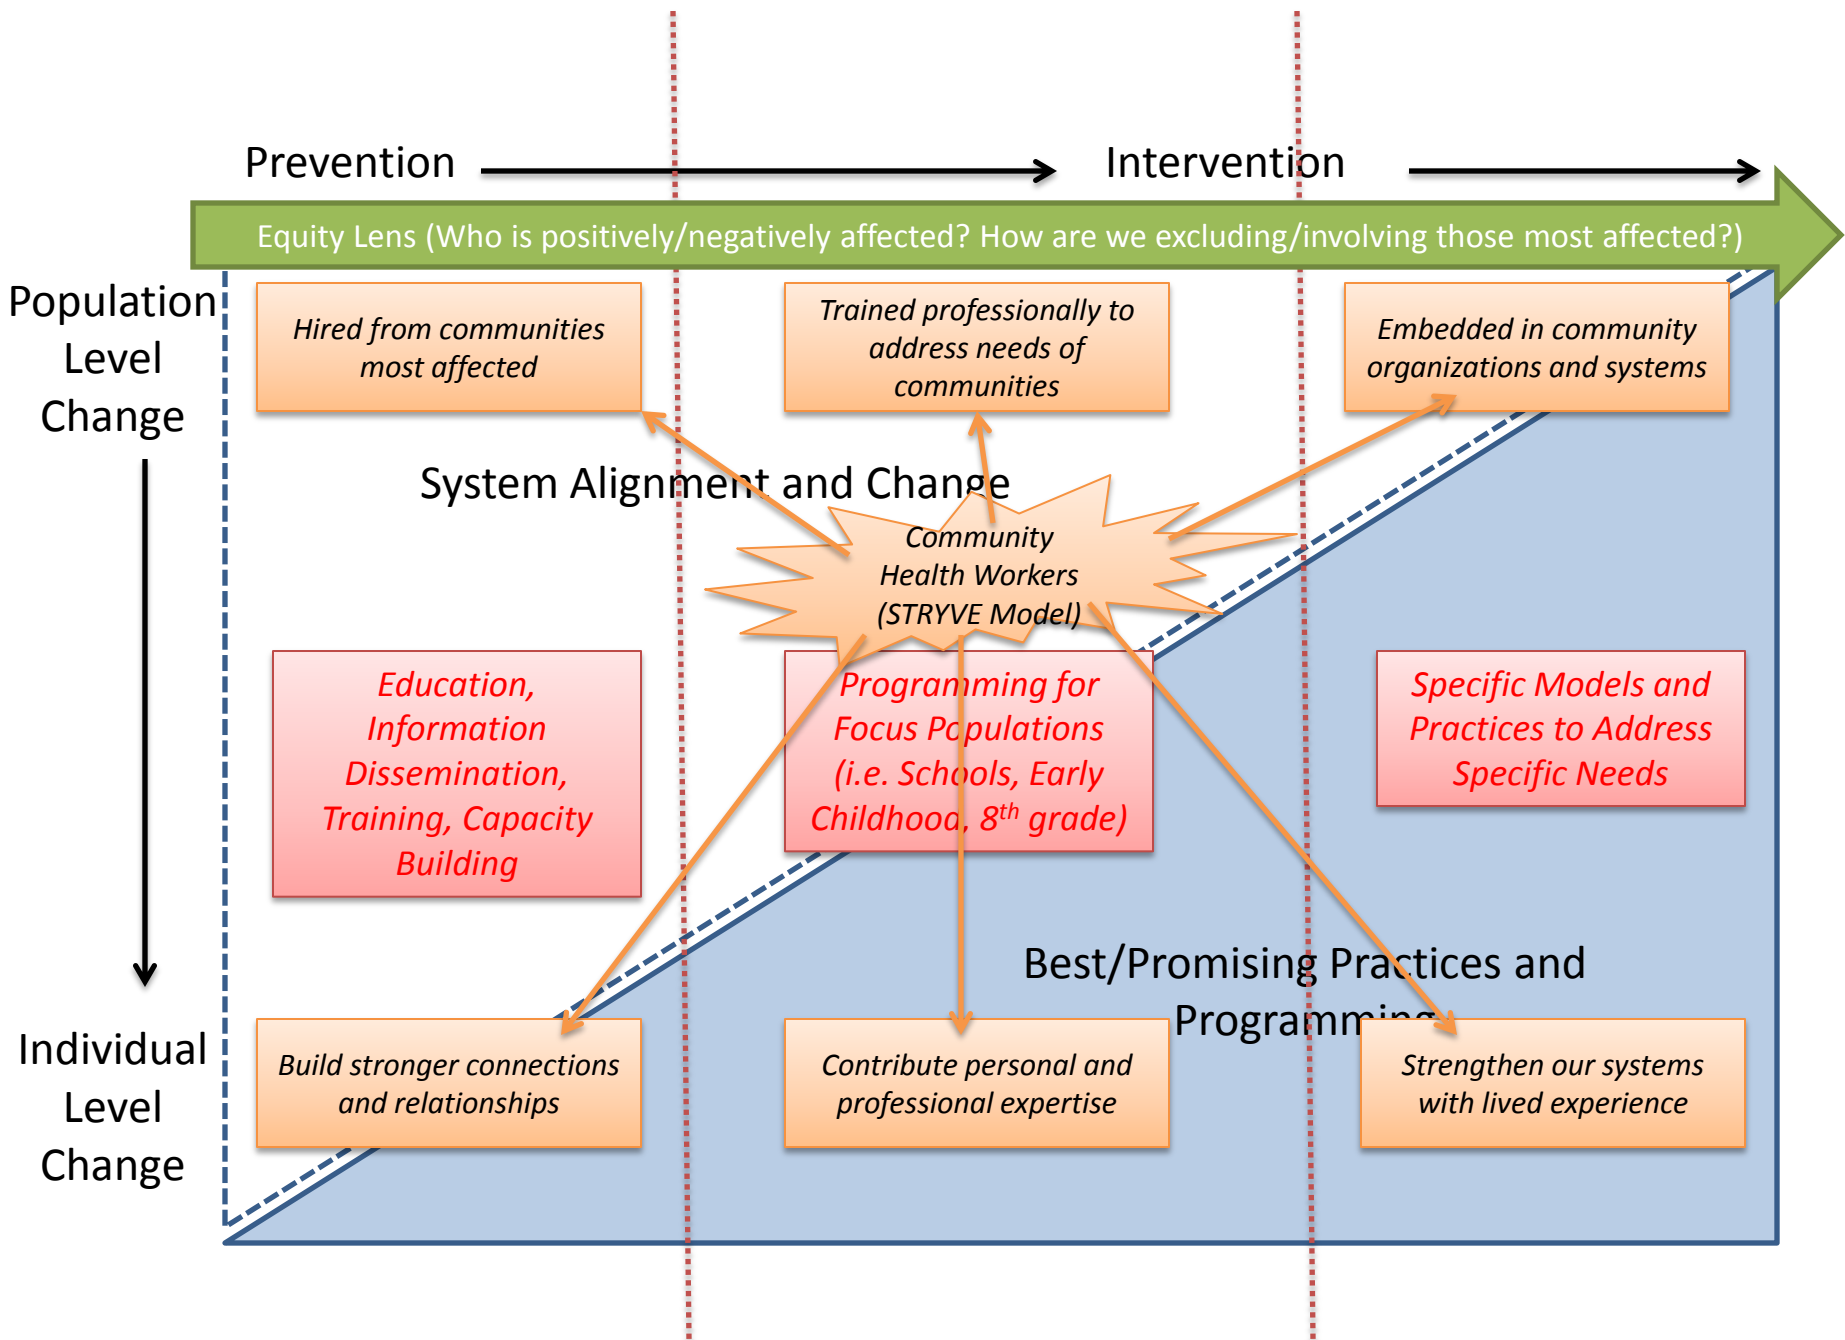 Prevention
Intervention
Equity Lens (Who is positively/negatively affected? How are we excluding/involving those most affected?)
Population
Level
Change
Hired from communities
most affected
Trained professionally to
address needs of
communities
Embedded in community
organizations and systems
System Alignment and Change
Community
Health Workers
(STRYVE Model)
Education,
Information
Dissemination,
Training, Capacity
Building
Programming for
Focus Populations
(i.e. Schools, Early
Childhood, 8th grade)
Specific Models and
Practices to Address
Specific Needs
Best/Promising Practices and
Programming
Individual
Level
Change
Build stronger connections
and relationships
Contribute personal and
professional expertise
Strengthen our systems
with lived experience